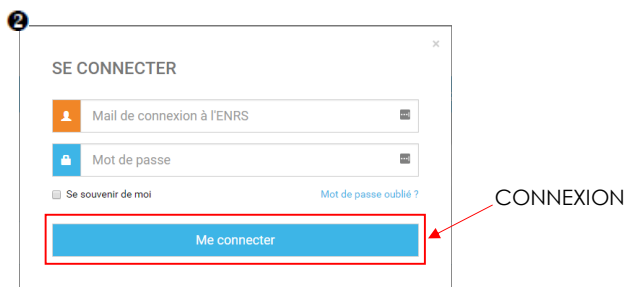 2
×
SE CONNECTER
Mail de connexion à l'ENRS
Mot de passe
Se souvenir de moi Mot de passe oublié ?
CONNEXION
Me connecter